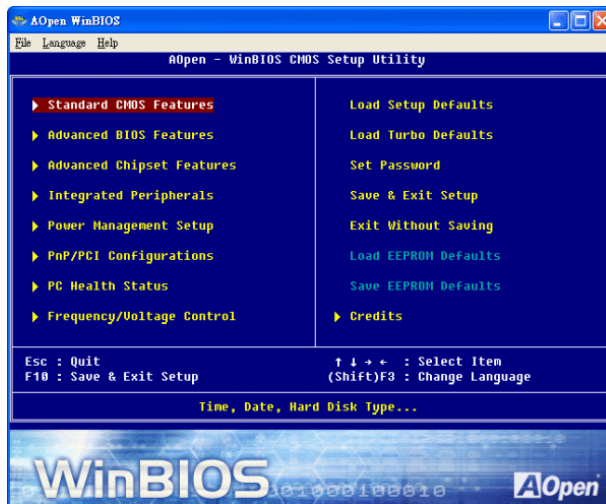 AOpen WinBIOS
File Language Help
AOpen - WinBIOS CMOS Setup Utility
Standard CMOS Features
Advanced BIOS Features
Advanced Chipset Features
Integrated Peripherals
Power Management Setup
PnP/PCI Configurations
PC Health Status
Frequency/Voltage Control
Load Setup Defaults
Load Turbo Defaults
Set Password
Save & Exit Setup
Exit Without Saving
Load EEPROM Defaults
Save EEPROM Defaults
Credits
Esc : Quit
F10 : Save & Exit Setup
↑ ↓ → ← : Select Item
(Shift)F3 : Change Language
Time, Date, Hard Disk Type...
WinBIOS
AOpen